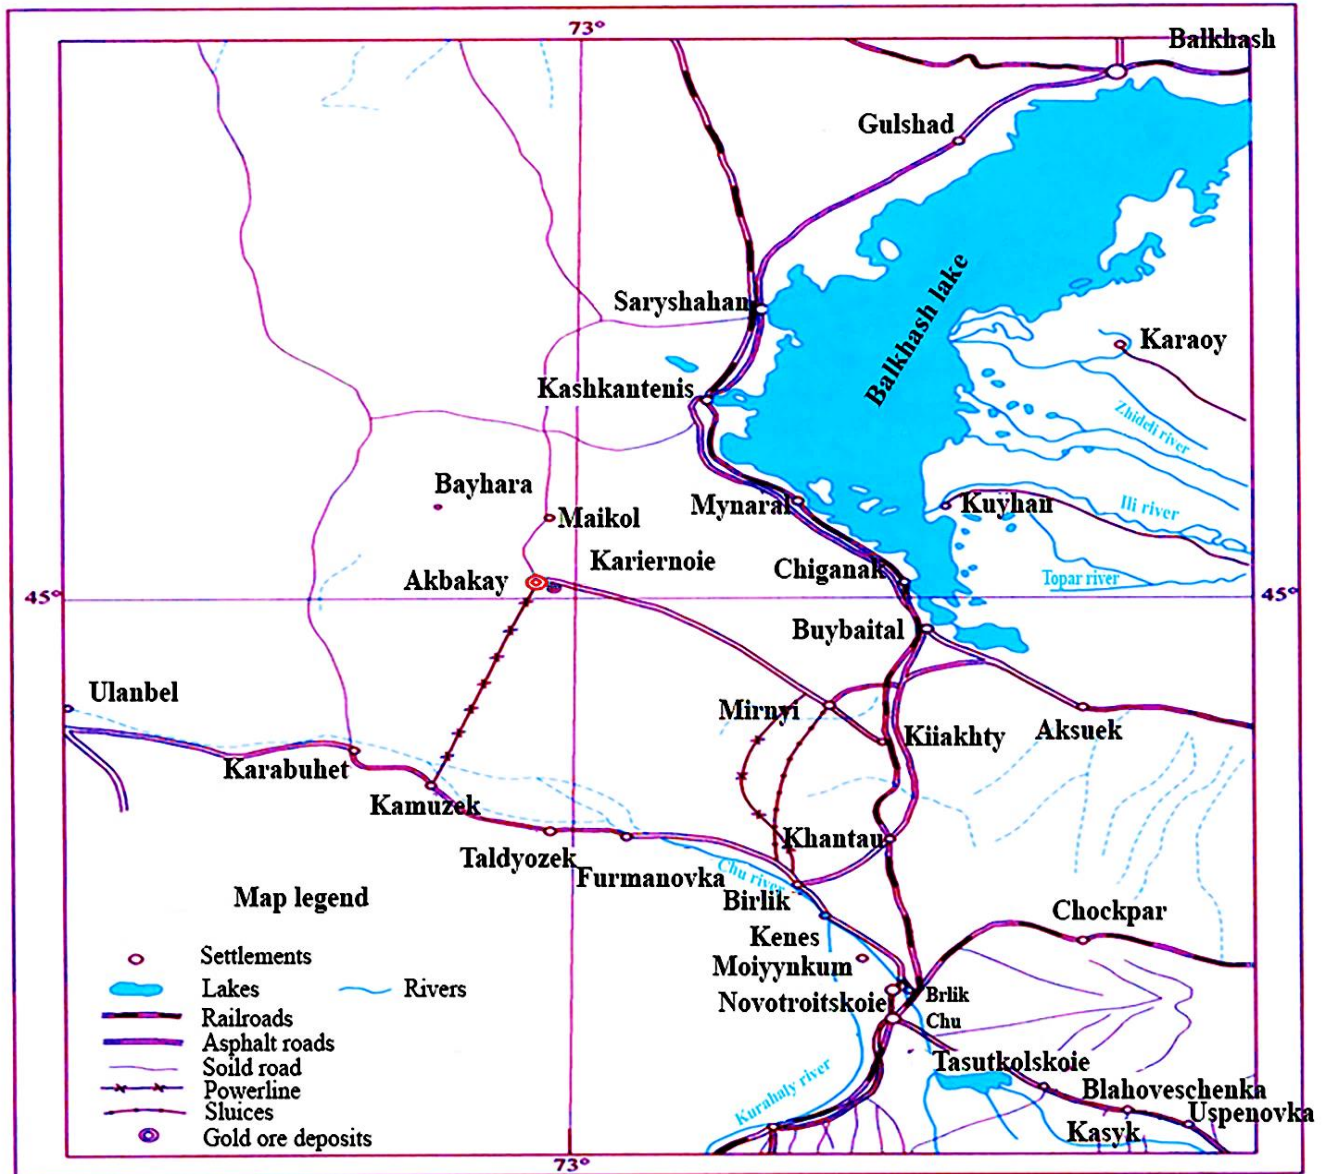 73°
Balkhash
Gulshad
Saryshahan
Balkhash lake
Karaoy
Kashkantenis
Zhideli river
Bayhara
Maikol
Mynaral
Kuyhan
Ili river
Kariernoie
Akbakay
Chiganak
Topar river
45°
45°
Buybaital
Ulanbel
Mirnyi
Aksuek
Kiiakhty
Karabuhet
Kamuzek
Khantau
Taldyozek
Furmanovka
Chu river
Birlik
Map legend
Chockpar
Kenes
Settlements
Moiyynkum
Lakes
Rivers
Novotroitskoie
Brlik
Railroads
Chu
Asphalt roads
Soild road
Tasutkolskoie
Powerline
Blahoveschenka
Sluices
Uspenovka
Kurahaly river
Gold ore deposits
Kasyk
73°